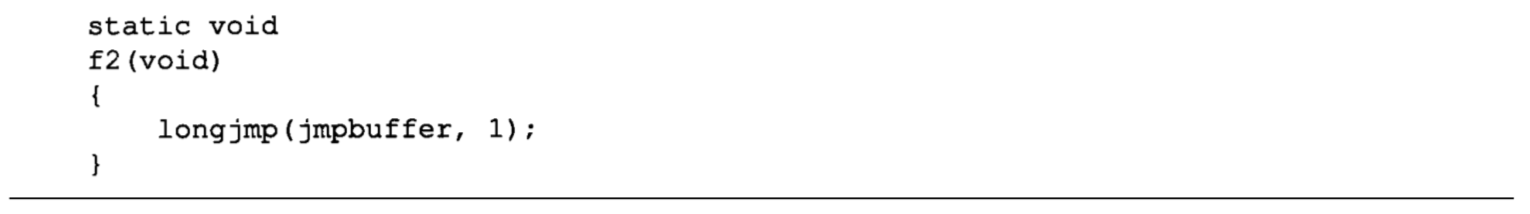 static void
f2(void)
{
    longjmp(jmpbuffer, 1);
}